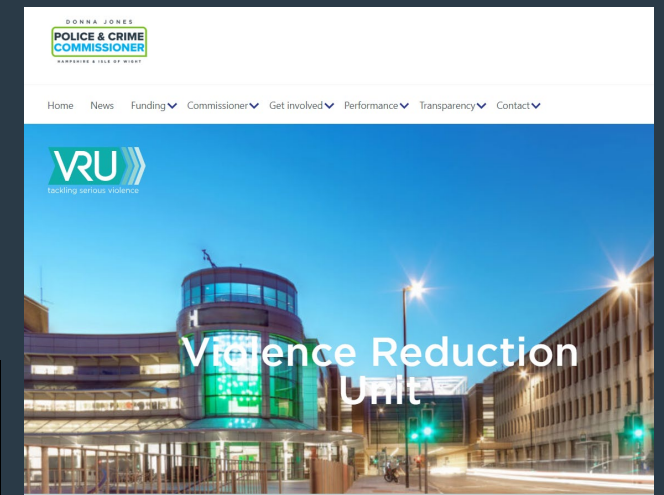 DONNA JONES
POLICE & CRIME
COMMISSIONER
HAMPSHIRE & ISLE OF WIGHT
Home News Funding Commissioner Get involved Performance Transparency Contact
VRU
tackling serious violence
H
Violence Reduction
Unit